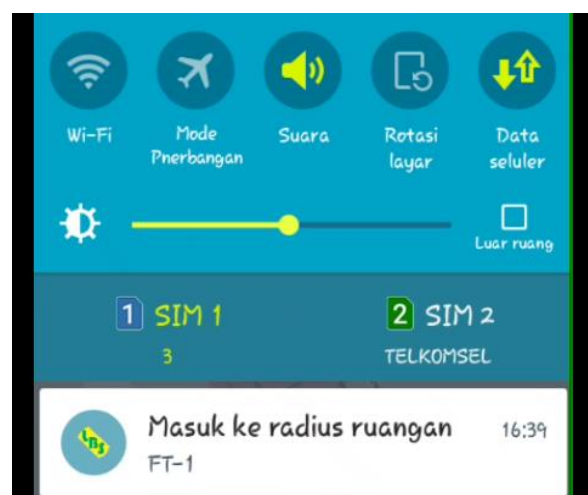 Wi-Fi
Mode
Pnerbangan
Suara
Rotasi
layar
Data
seluler
Luar ruang
1 SIM 1
3
2 SIM 2
TELKOMSEL
LBS
Masuk ke radius ruangan 16:39
FT-1